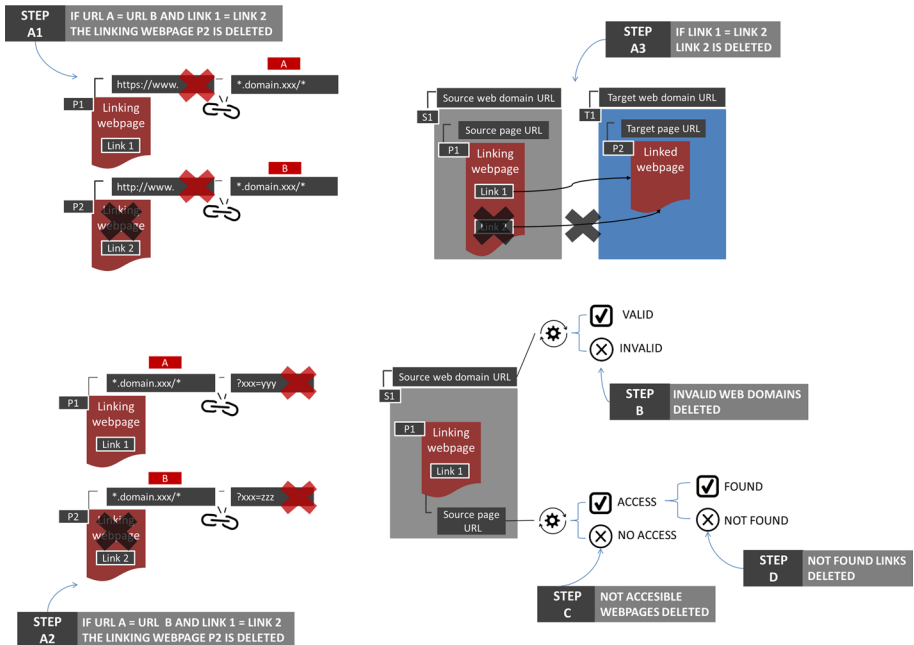 STEP
A1
IF URL A = URL B AND LINK 1 = LINK 2
THE LINKING WEBPAGE P2 IS DELETED
A
https://www.
*.domain.xxx/*
P1
Linking
webpage
Link 1
B
http://www.
*.domain.xxx/*
P2
Linking
webpage
Link 2
STEP
A3
IF LINK 1 = LINK 2
LINK 2 IS DELETED
Source web domain URL
Target web domain URL
S1
T1
Source page URL
Target page URL
P1
Linking
webpage
P2
Linked
webpage
Link 1
Link 2
A
*.domain.xxx/*
?xxx=yyy
P1
Linking
webpage
Link 1
B
*.domain.xxx/*
?xxx=zzz
P2
Linking
webpage
Link 2
STEP
A2
IF URL A = URL  B AND LINK 1 = LINK 2
THE LINKING WEBPAGE P2 IS DELETED
VALID
INVALID
Source web domain URL
S1
STEP
B
INVALID WEB DOMAINS
DELETED
P1
Linking
webpage
Link 1
Source page
URL
ACCESS
NO ACCESS
FOUND
NOT FOUND
STEP
D
NOT FOUND LINKS
DELETED
STEP
C
NOT ACCESIBLE
WEBPAGES DELETED